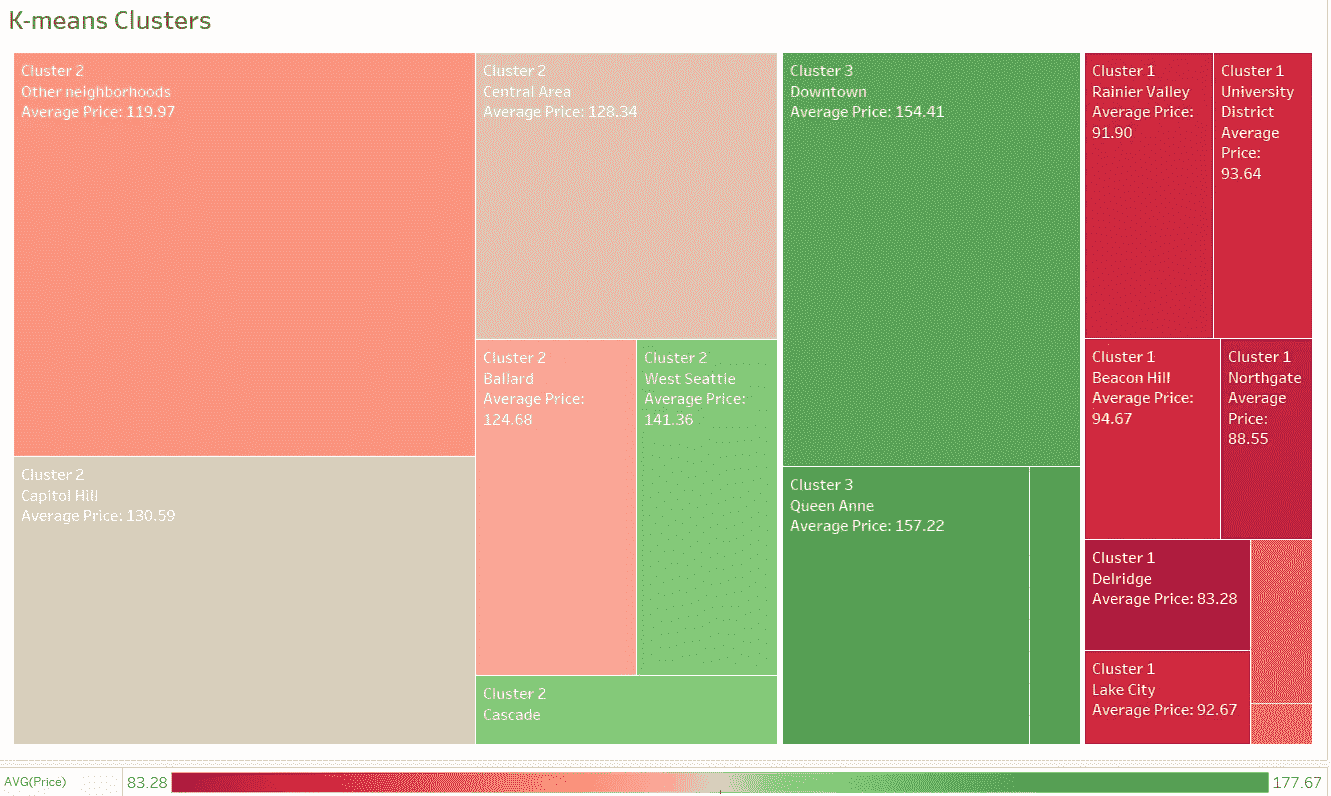 K-means Clusters
Cluster 2
Other neighborhoods
Average Price: 119.97
Cluster 2
Capitol Hill
Average Price: 130.59
Cluster 2
Central Area
Average Price: 128.34
Cluster 2
Ballard
Average Price:
124.68
Cluster 2
West Seattle
Average Price:
141.36
Cluster 2
Cascade
Cluster 3
Downtown
Average Price: 154.41
Cluster 3
Queen Anne
Average Price: 157.22
Cluster 1
Rainier Valley
Average Price:
91.90
Cluster 1
University
District
Average
Price:
93.64
Cluster 1
Beacon Hill
Average Price:
94.67
Cluster 1
Northgate
Average
Price:
88.55
Cluster 1
Delridge
Average Price: 83.28
Cluster 1
Lake City
Average Price: 92.67
AVG(Price)
83.28
177.67